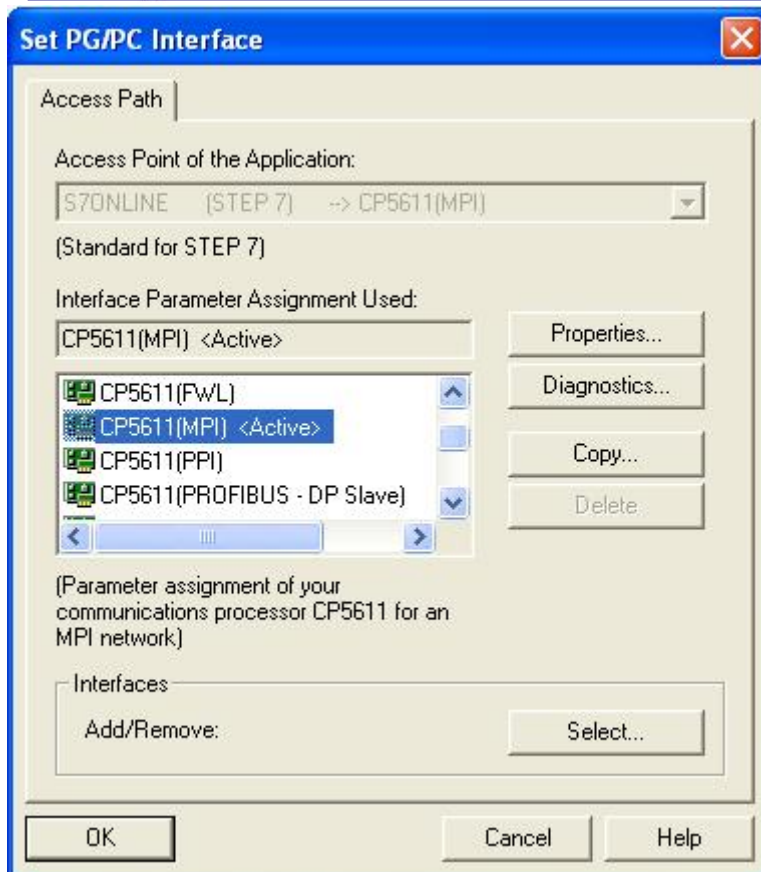 Set PG/PC Interface
Access Path
Access Point of the Application:
S7ONLINE (STEP 7) --> CP5611(MPI)
(Standard for STEP 7)
Interface Parameter Assignment Used:
CP5611(MPI) <Active>
Properties...
CP5611(FWL)
Diagnostics...
CP5611(MPI) <Active>
CP5611(PPI)
Copy...
CP5611(PROFIBUS - DP Slave)
Delete
(Parameter assignment of your
communications processor CP5611 for an
MPI network)
Interfaces
Add/Remove:
Select...
OK
Cancel
Help